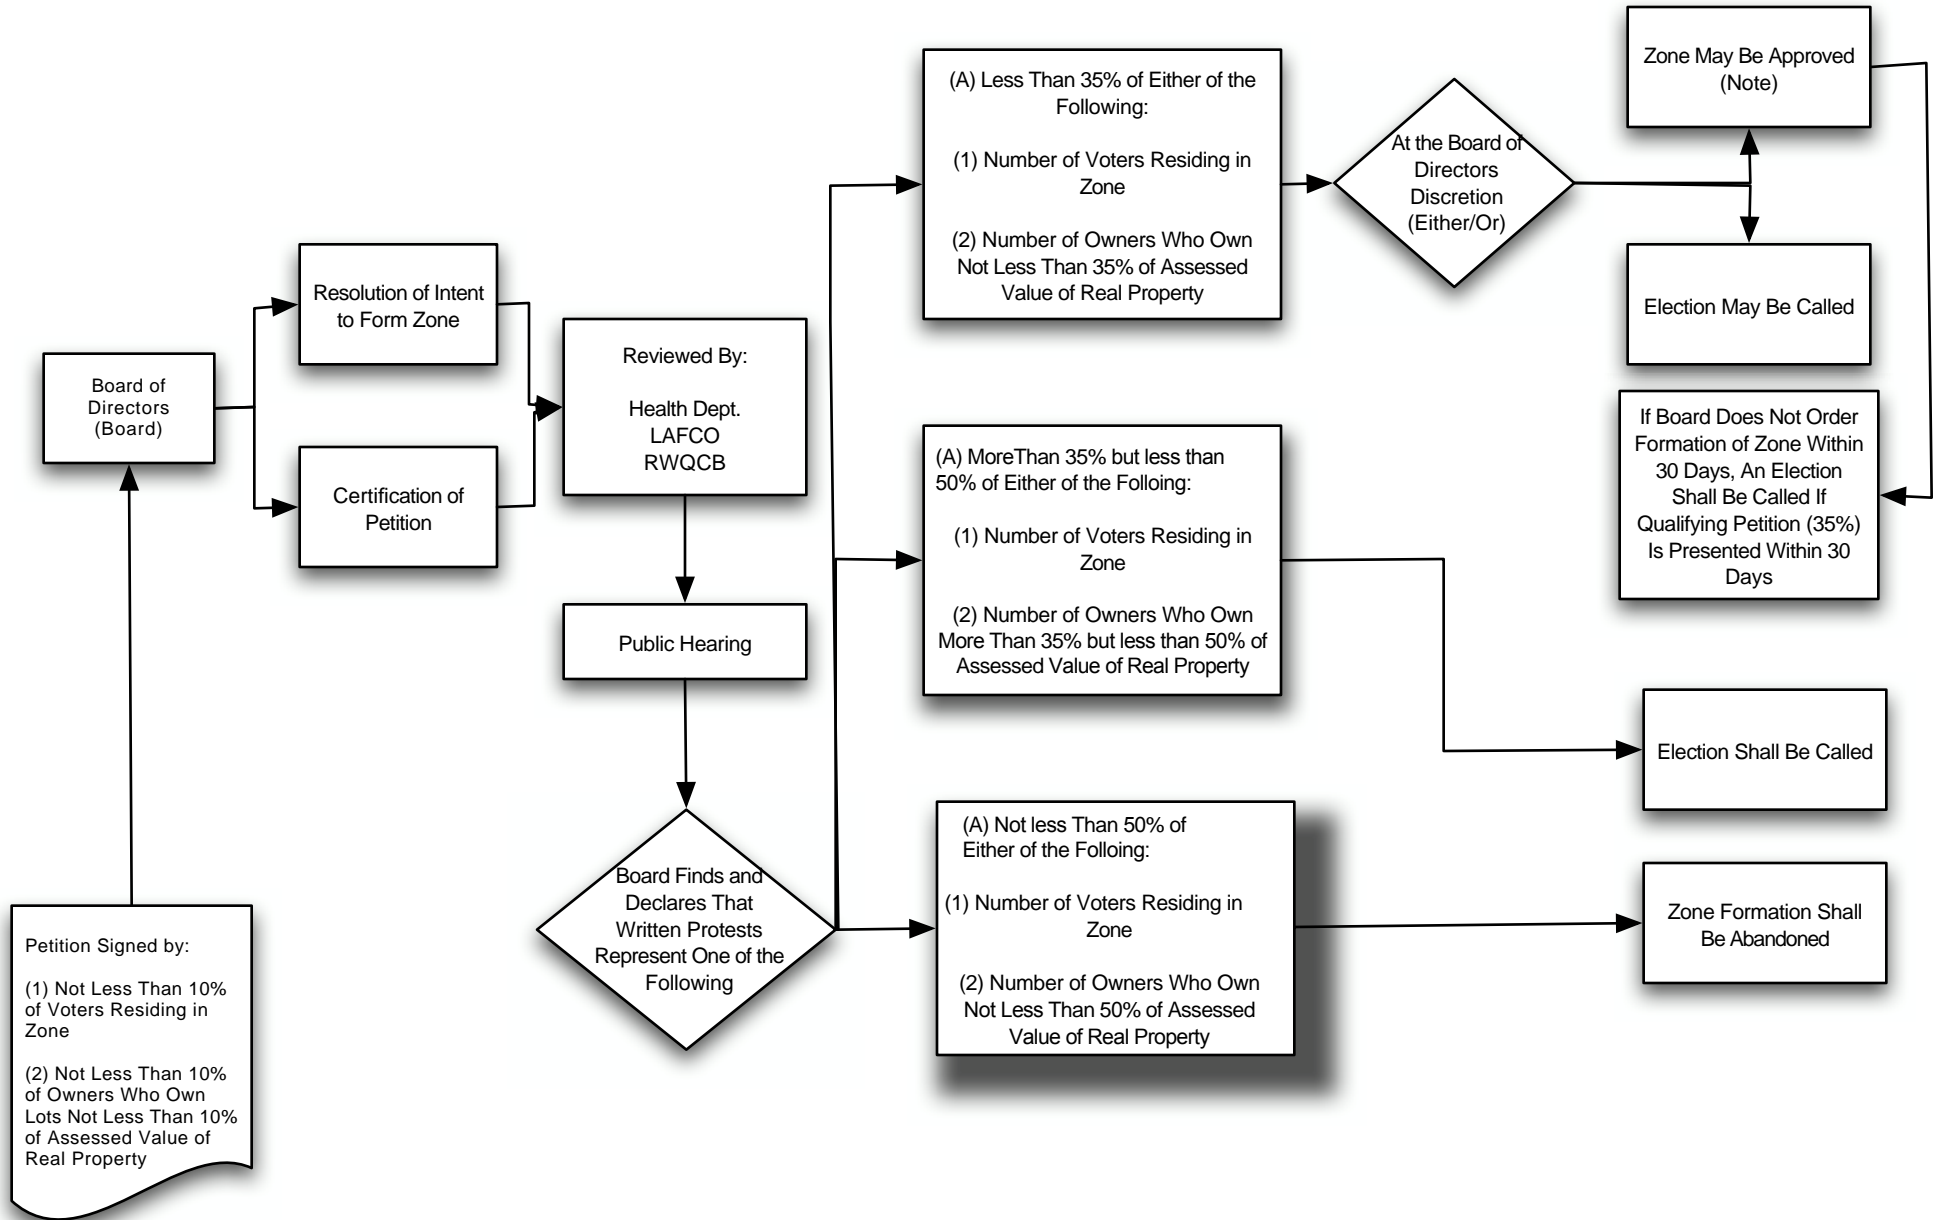 Petition Signed by:
(1) Not Less Than 10%
of Voters Residing in
Zone
(2) Not Less Than 10%
of Owners Who Own
Lots Not Less Than 10%
of Assessed Value of
Real Property
Board of
Directors
(Board)
Resolution of Intent
to Form Zone
Certification of
Petition
Reviewed By:
Health Dept.
LAFCO
RWQCB
Public Hearing
Board Finds and
Declares That
Written Protests
Represent One of the
Following
(A) Less Than 35% of Either of the
Following:
(1) Number of Voters Residing in
Zone
(2) Number of Owners Who Own
Not Less Than 35% of Assessed
Value of Real Property
At the Board of
Directors
Discretion
(Either/Or)
Zone May Be Approved
(Note)
Election May Be Called
If Board Does Not Order
Formation of Zone Within
30 Days, An Election
Shall Be Called If
Qualifying Petition (35%)
Is Presented Within 30
Days
(A) MoreThan 35% but less than
50% of Either of the Folloing:
(1) Number of Voters Residing in
Zone
(2) Number of Owners Who Own
More Than 35% but less than 50% of
Assessed Value of Real Property
Election Shall Be Called
(A) Not less Than 50% of
Either of the Folloing:
(1) Number of Voters Residing in
Zone
(2) Number of Owners Who Own
Not Less Than 50% of Assessed
Value of Real Property
Zone Formation Shall
Be Abandoned